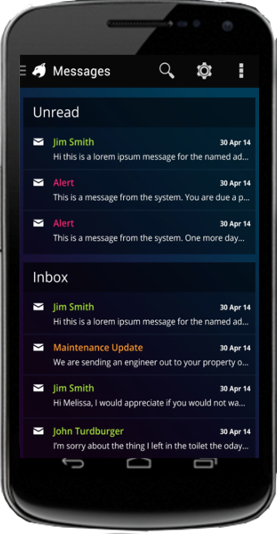 Messages
Unread
Jim Smith 30 Apr 14
Hi this is a lorem ipsum message for the named ad...
Alert 30 Apr 14
This is a message from the system. You are due a p...
Alert 30 Apr 14
This is a message from the system. One more day...
Inbox
Jim Smith 30 Apr 14
Hi this is a lorem ipsum message for the named ad...
Maintenance Update 30 Apr 14
We are sending an engineer out to your property o...
Jim Smith 30 Apr 14
Hi Melissa, I would appreciate if you would not wa...
John Turdburger 30 Apr 14
I'm sorry about the thing I left in the toilet the oday...